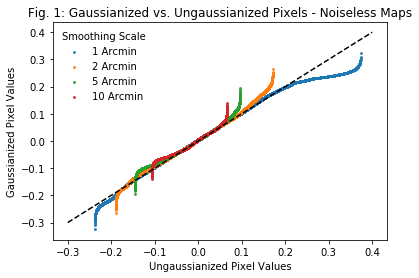 Fig. 1: Gaussianized vs. Ungaussianized Pixels - Noiseless Maps
Smoothing Scale
1 Arcmin
2 Arcmin
5 Arcmin
10 Arcmin
Gaussianized Pixel Values
0.4
0.3
0.2
0.1
0.0
−0.1
−0.2
−0.3
−0.3 −0.2 −0.1 0.0 0.1 0.2 0.3 0.4
Ungaussianized Pixel Values